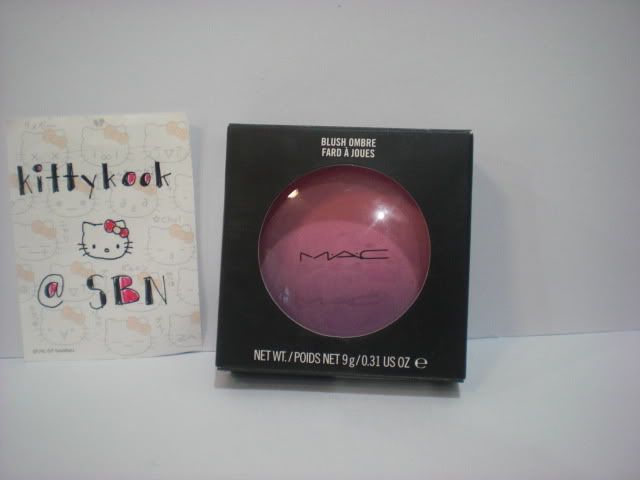 kittykook
@ SBN
BLUSH OMBRE
FARD À JOUES
MAC
NET WT./POIDS NET 9 g/0.31 US OZ ℮